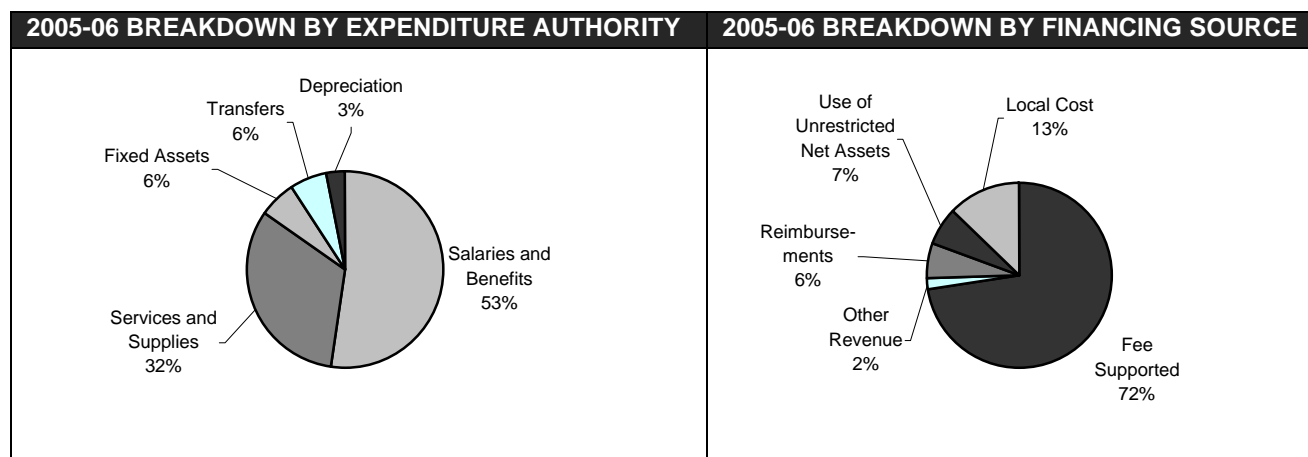 2005-06 BREAKDOWN BY EXPENDITURE AUTHORITY
Depreciation
3%
Transfers
6%
Fixed Assets
6%
Salaries and
Benefits
53%
Services and
Supplies
32%
2005-06 BREAKDOWN BY FINANCING SOURCE
Use of
Unrestricted
Net Assets
7%
Local Cost
13%
Reimburse-
ments
6%
Other
Revenue
2%
Fee
Supported
72%